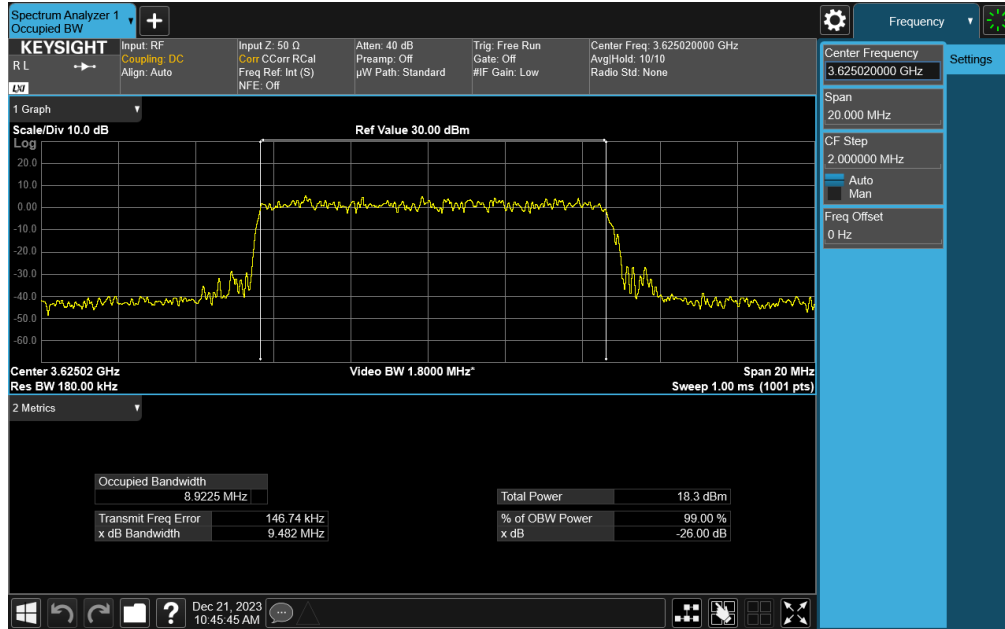 Spectrum Analyzer 1
Occupied BW
+
Frequency
KEYSIGHT
R L
LXI
Input: RF
Coupling: DC
Align: Auto
Input Z: 50 Ω
Corr CCorr RCal
Freq Ref: Int (S)
NFE: Off
Atten: 40 dB
Preamp: Off
µW Path: Standard
Trig: Free Run
Gate: Off
#IF Gain: Low
Center Freq: 3.625020000 GHz
Avg|Hold: 10/10
Radio Std: None
Center Frequency
3.625020000 GHz
Settings
Span
20.000 MHz
CF Step
2.000000 MHz
Auto
Man
Freq Offset
0 Hz
1 Graph
Scale/Div 10.0 dB
Ref Value 30.00 dBm
Log
20.0
10.0
0.00
-10.0
-20.0
-30.0
-40.0
-50.0
-60.0
Center 3.62502 GHz
Video BW 1.8000 MHz*
Span 20 MHz
Res BW 180.00 kHz
Sweep 1.00 ms (1001 pts)
2 Metrics
Occupied Bandwidth
8.9225 MHz
Transmit Freq Error 146.74 kHz
x dB Bandwidth 9.482 MHz
Total Power 18.3 dBm
% of OBW Power 99.00 %
x dB -26.00 dB
?
Dec 21, 2023
10:45:45 AM